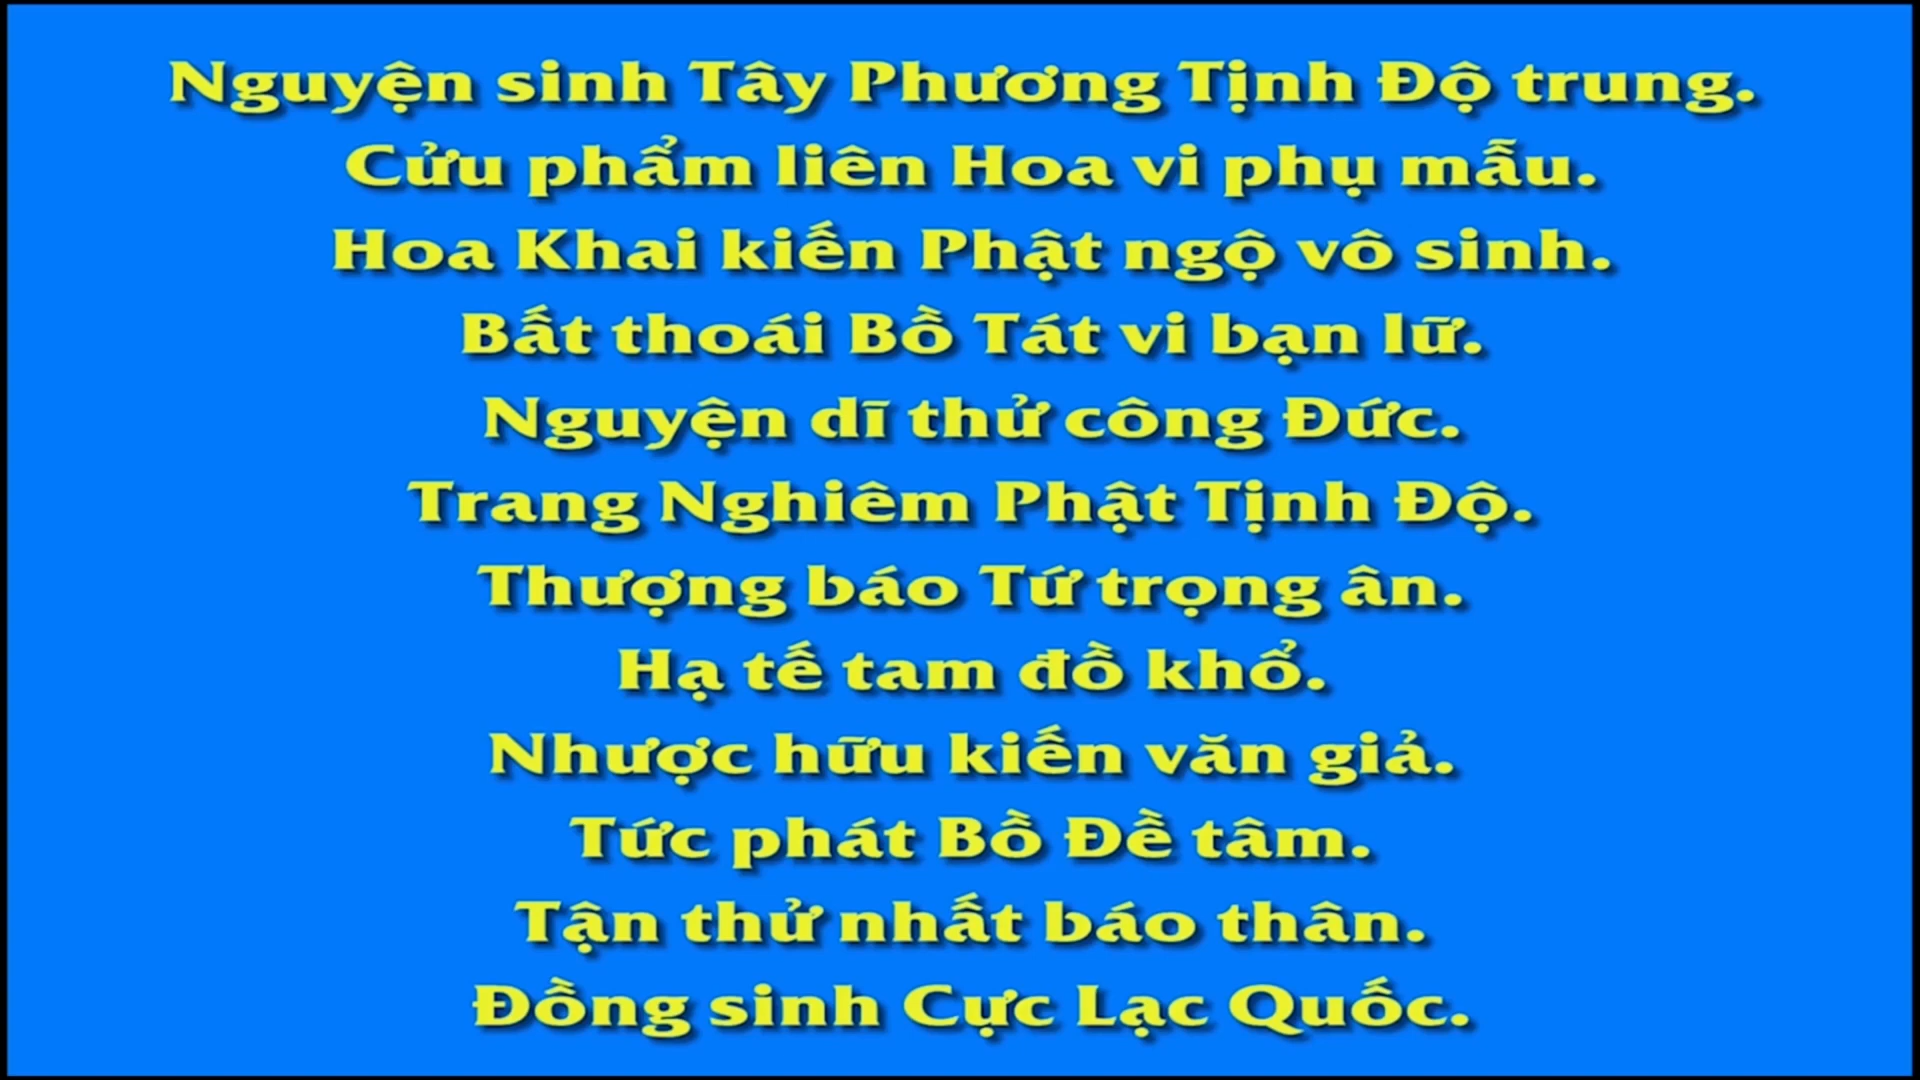 Nguyện sinh Tây Phương Tịnh Độ trung.
Cửu phẩm liên Hoa vi phụ mẫu.
Hoa Khai kiến Phật ngộ vô sinh.
Bất thoái Bồ Tát vi bạn lữ.
Nguyện dĩ thử công Đức.
Trang Nghiêm Phật Tịnh Độ.
Thượng báo Tứ trọng ân.
Hạ tế tam đồ khổ.
Nhược hữu kiến văn giả.
Tức phát Bồ Đề tâm.
Tận thử nhất báo thân.
Đồng sinh Cực Lạc Quốc.